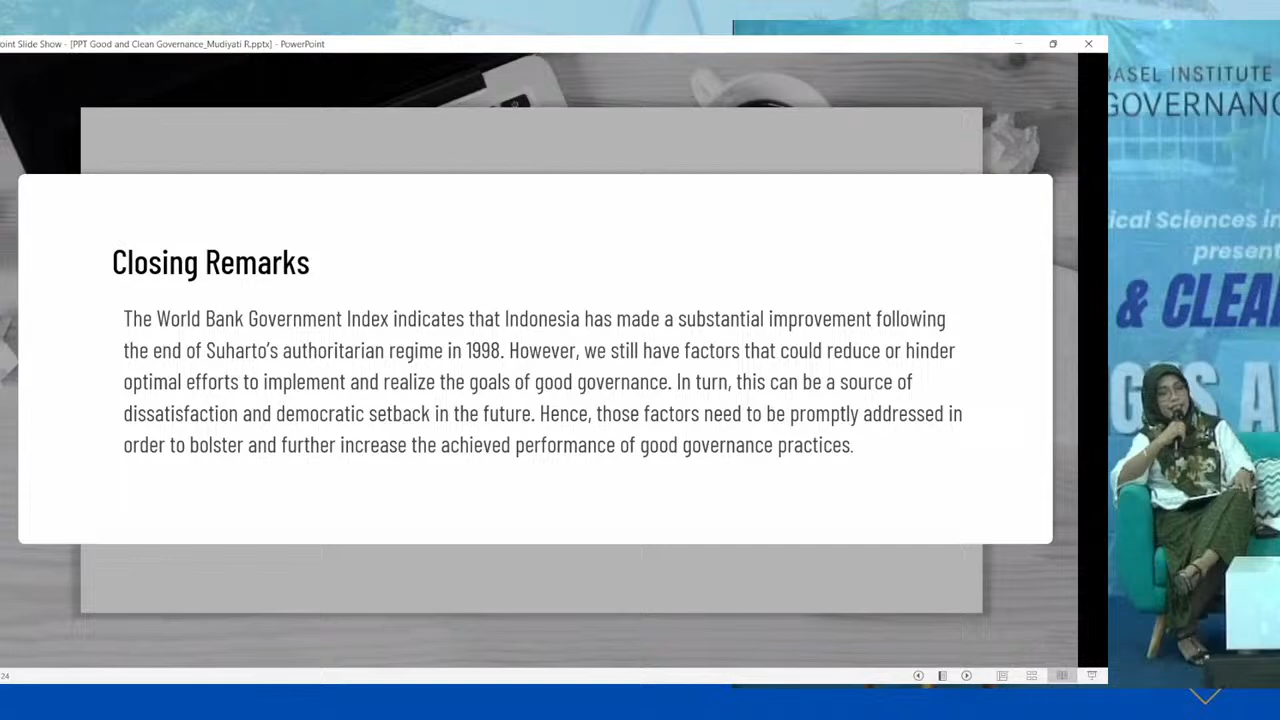 oint Slide Show - [PPT Good and Clean Governance_Mudiyati R.pptx] - PowerPoint
BASEL INSTITUTE
GOVERNANC
ical Sciences in
present
& CLEA
Closing Remarks
The World Bank Government Index indicates that Indonesia has made a substantial improvement following
the end of Suharto's authoritarian regime in 1998. However, we still have factors that could reduce or hinder
optimal efforts to implement and realize the goals of good governance. In turn, this can be a source of
dissatisfaction and democratic setback in the future. Hence, those factors need to be promptly addressed in
order to bolster and further increase the achieved performance of good governance practices.
24